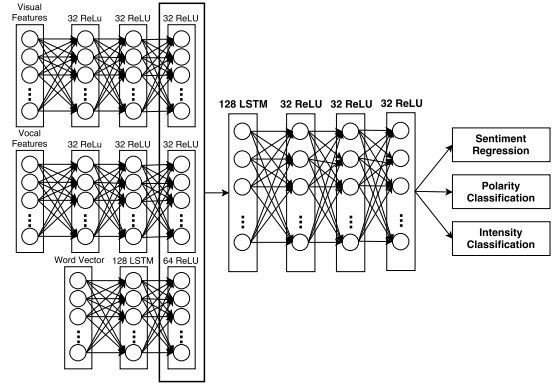 Visual
Features
32 ReLu
32 ReLU
32 ReLU
Vocal
Features
32 ReLu
32 ReLU
32 ReLU
Word Vector
128 LSTM
64 ReLU
128 LSTM
32 ReLU
32 ReLU
32 ReLU
Sentiment
Regression
Polarity
Classification
Intensity
Classification